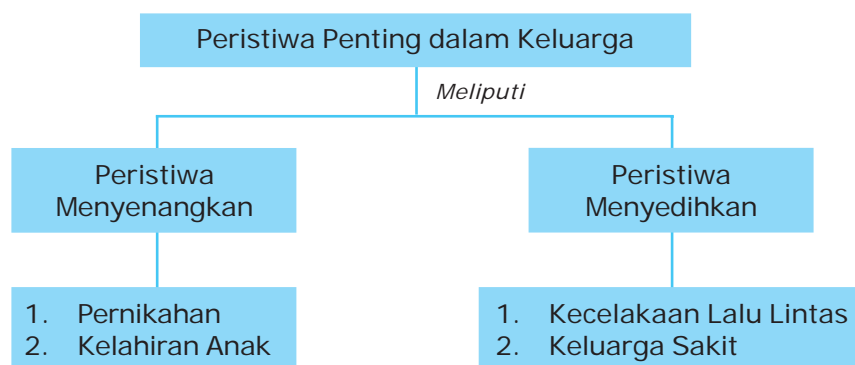 Peristiwa Penting dalam Keluarga
Meliputi
Peristiwa
Menyenangkan
Peristiwa
Menyedihkan
1. Pernikahan
2. Kelahiran Anak
1. Kecelakaan Lalu Lintas
2. Keluarga Sakit